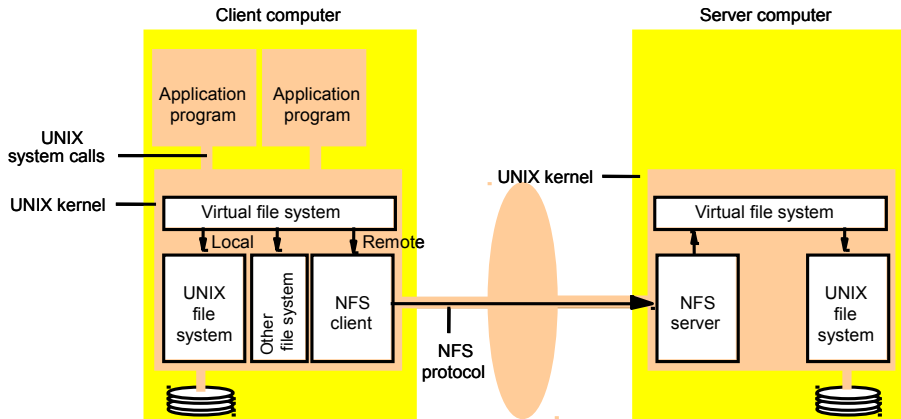 Client computer
Server computer
Application
program
Application
program
UNIX
system calls
UNIX kernel
UNIX kernel
Virtual file system
Virtual file system
Local
Remote
UNIX
file
system
Other
file system
NFS
client
NFS
server
UNIX
file
system
NFS
protocol